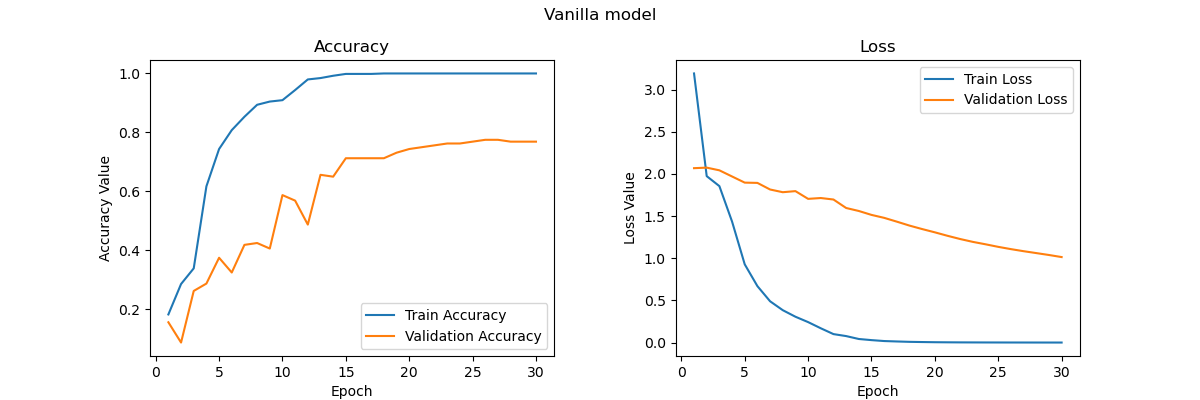 Vanilla model
Accuracy
1.0
0.8
0.6
0.4
0.2
Accuracy Value
Train Accuracy
Validation Accuracy
0 5 10 15 20 25 30
Epoch
Loss
3.0
2.5
2.0
1.5
1.0
0.5
0.0
Loss Value
Train Loss
Validation Loss
0 5 10 15 20 25 30
Epoch